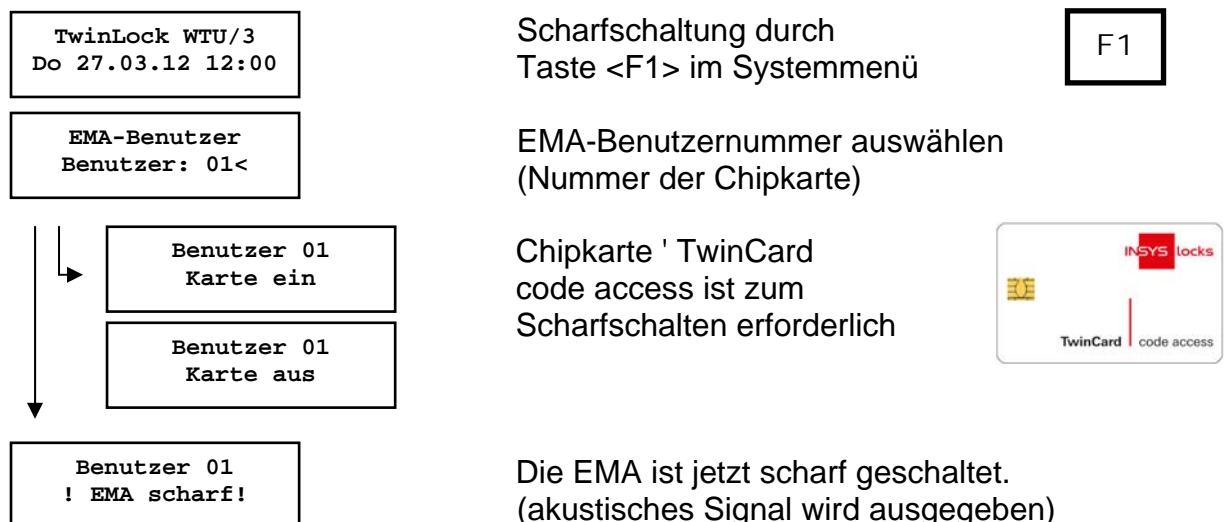 TwinLock WTU/3
Do 27.03.12 12:00
Scharfschaltung durch
Taste <F1> im Systemmenü
F1
EMA-Benutzer
Benutzer: 01<
EMA-Benutzernummer auswählen
(Nummer der Chipkarte)
Benutzer 01
Karte ein
Benutzer 01
Karte aus
Chipkarte ' TwinCard
code access ist zum
Scharfschalten erforderlich
INSYS locks
TwinCard code access
Benutzer 01
! EMA scharf!
Die EMA ist jetzt scharf geschaltet.
(akustisches Signal wird ausgegeben)